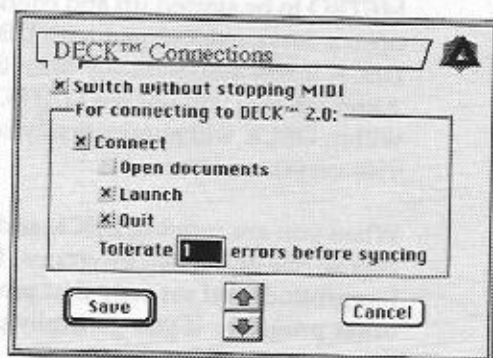 DECK™ Connections
Switch without stopping MIDI
For connecting to DECK™ 2.0:
Connect
Open documents
Launch
Quit
Tolerate 1 errors before syncing
Save
Cancel